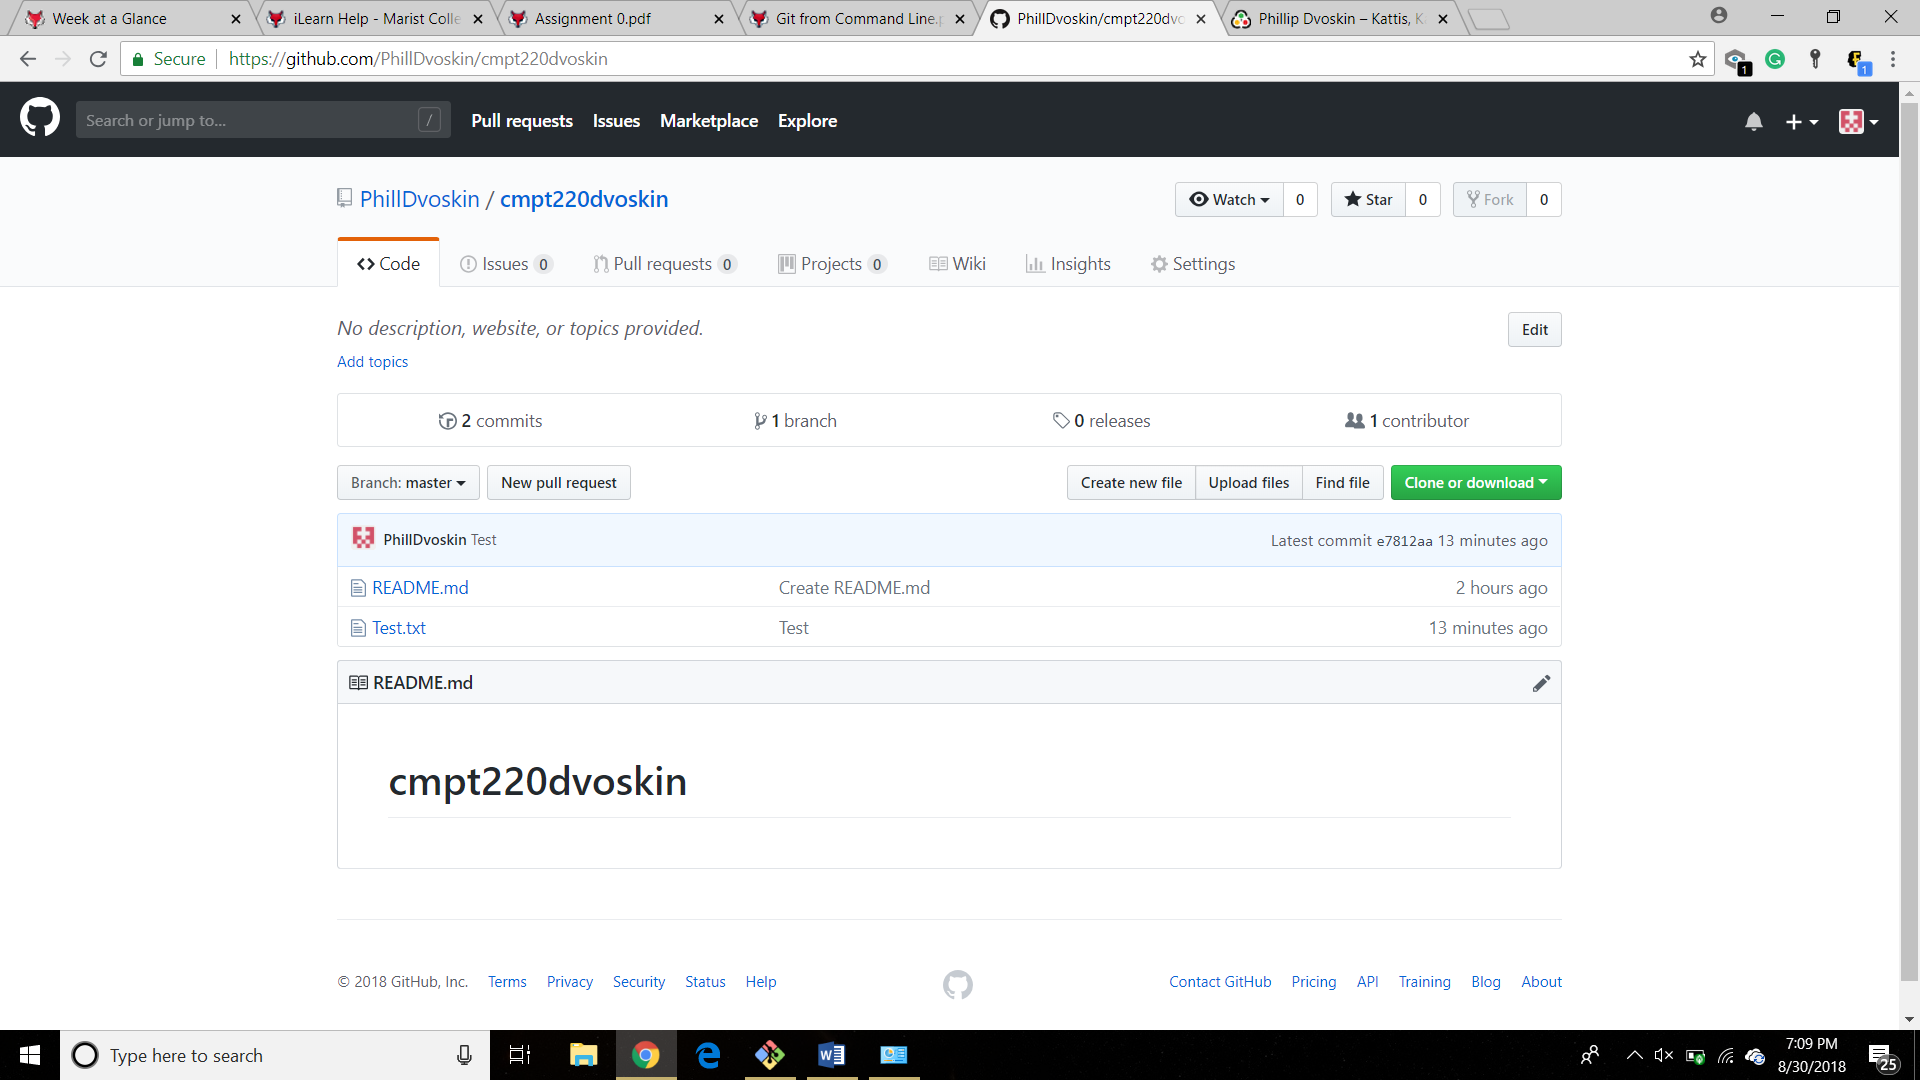 Week at a Glance
iLearn Help - Marist Colle
Assignment 0.pdf
Git from Command Line.p
PhillDvoskin/cmpt220dvo
Phillip Dvoskin – Kattis, K
Secure
https://github.com/PhillDvoskin/cmpt220dvoskin
1
1
Search or jump to...
/
Pull requests
Issues
Marketplace
Explore
PhillDvoskin / cmpt220dvoskin
Watch 0
Star 0
Fork 0
Code
Issues 0
Pull requests 0
Projects 0
Wiki
Insights
Settings
No description, website, or topics provided.
Edit
Add topics
2 commits
1 branch
0 releases
1 contributor
Branch: master
New pull request
Create new file
Upload files
Find file
Clone or download
PhillDvoskin Test
Latest commit e7812aa 13 minutes ago
README.md
Create README.md
2 hours ago
Test.txt
Test
13 minutes ago
README.md
cmpt220dvoskin
© 2018 GitHub, Inc.
Terms
Privacy
Security
Status
Help
Contact GitHub
Pricing
API
Training
Blog
About
Type here to search
7:09 PM
8/30/2018
25